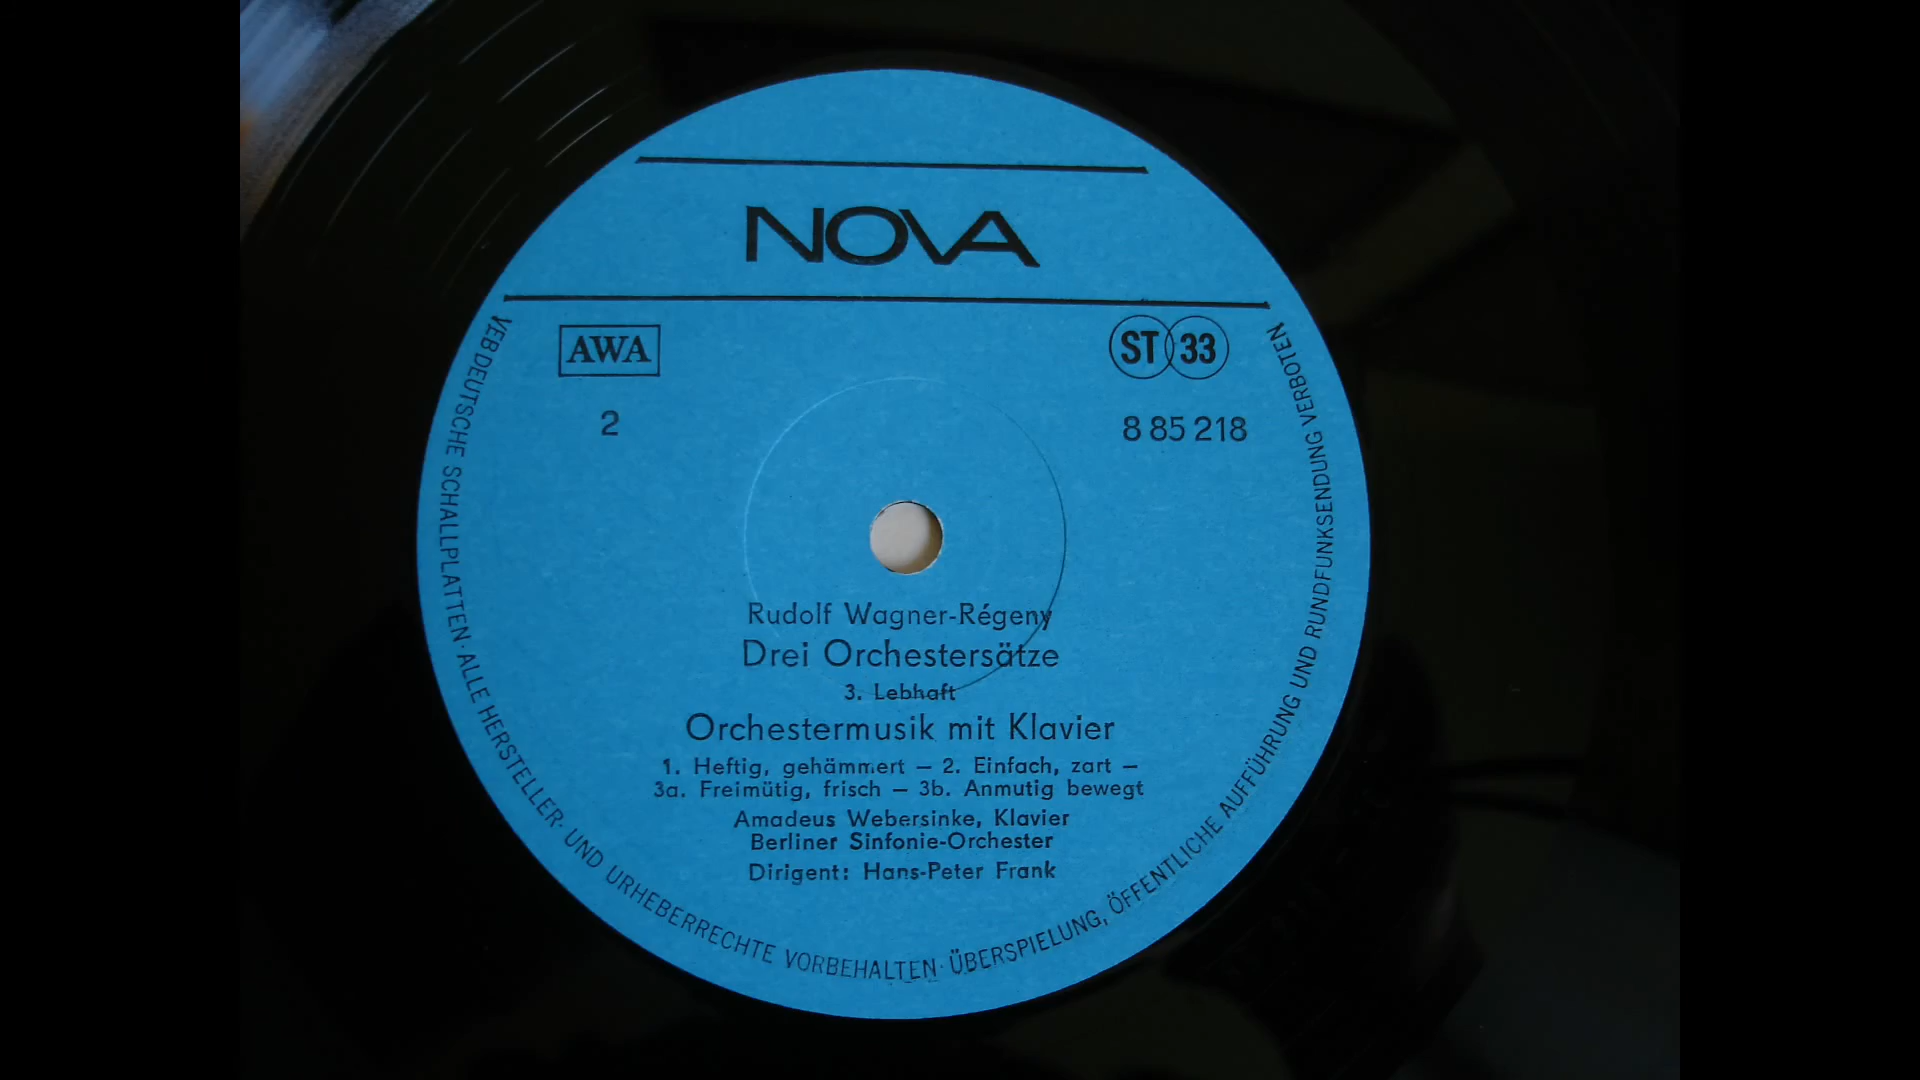 NOVA
AWA
ST 33
2
8 85 218
Rudolf Wagner-Régeny
Drei Orchestersätze
3. Lebhaft
Orchestermusik mit Klavier
1. Heftig, gehämmert – 2. Einfach, zart –
3a. Freimütig, frisch – 3b. Anmutig bewegt
Amadeus Webersinke, Klavier
Berliner Sinfonie-Orchester
Dirigent: Hans-Peter Frank
VEB DEUTSCHE SCHALLPLATTEN · ALLE HERSTELLER- UND URHEBERRECHTE VORBEHALTEN · ÜBERSPIELUNG, ÖFFENTLICHE AUFFÜHRUNG UND RUNDFUNKSENDUNG VERBOTEN